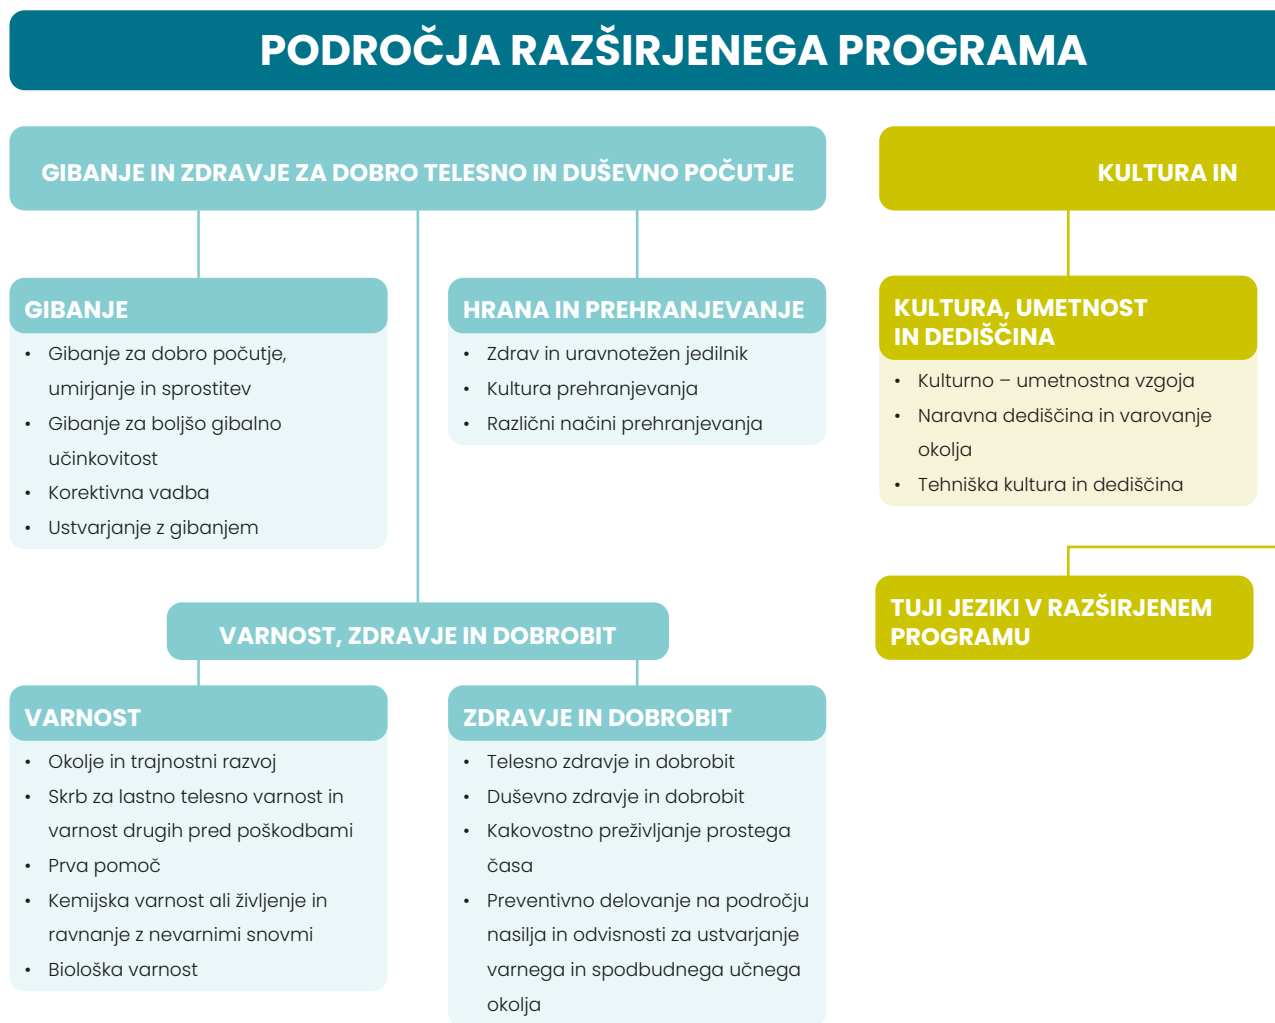 PODROČJA RAZŠIRJENEGA PROGRAMA
GIBANJE IN ZDRAVJE ZA DOBRO TELESNO IN DUŠEVNO POČUTJE
GIBANJE
• Gibanje za dobro počutje,
umirjanje in sprostitev
• Gibanje za boljšo gibalno
učinkovitost
• Korektivna vadba
• Ustvarjanje z gibanjem
HRANA IN PREHRANJEVANJE
• Zdrav in uravnotežen jedilnik
• Kultura prehranjevanja
• Različni načini prehranjevanja
VARNOST, ZDRAVJE IN DOBROBIT
VARNOST
• Okolje in trajnostni razvoj
• Skrb za lastno telesno varnost in
varnost drugih pred poškodbami
• Prva pomoč
• Kemijska varnost ali življenje in
ravnanje z nevarnimi snovmi
• Biološka varnost
ZDRAVJE IN DOBROBIT
• Telesno zdravje in dobrobit
• Duševno zdravje in dobrobit
• Kakovostno preživljanje prostega
časa
• Preventivno delovanje na področju
nasilja in odvisnosti za ustvarjanje
varnega in spodbudnega učnega
okolja
KULTURA IN
KULTURA, UMETNOST
IN DEDIŠČINA
• Kulturno – umetnostna vzgoja
• Naravna dediščina in varovanje
okolja
• Tehniška kultura in dediščina
TUJI JEZIKI V RAZŠIRJENEM
PROGRAMU